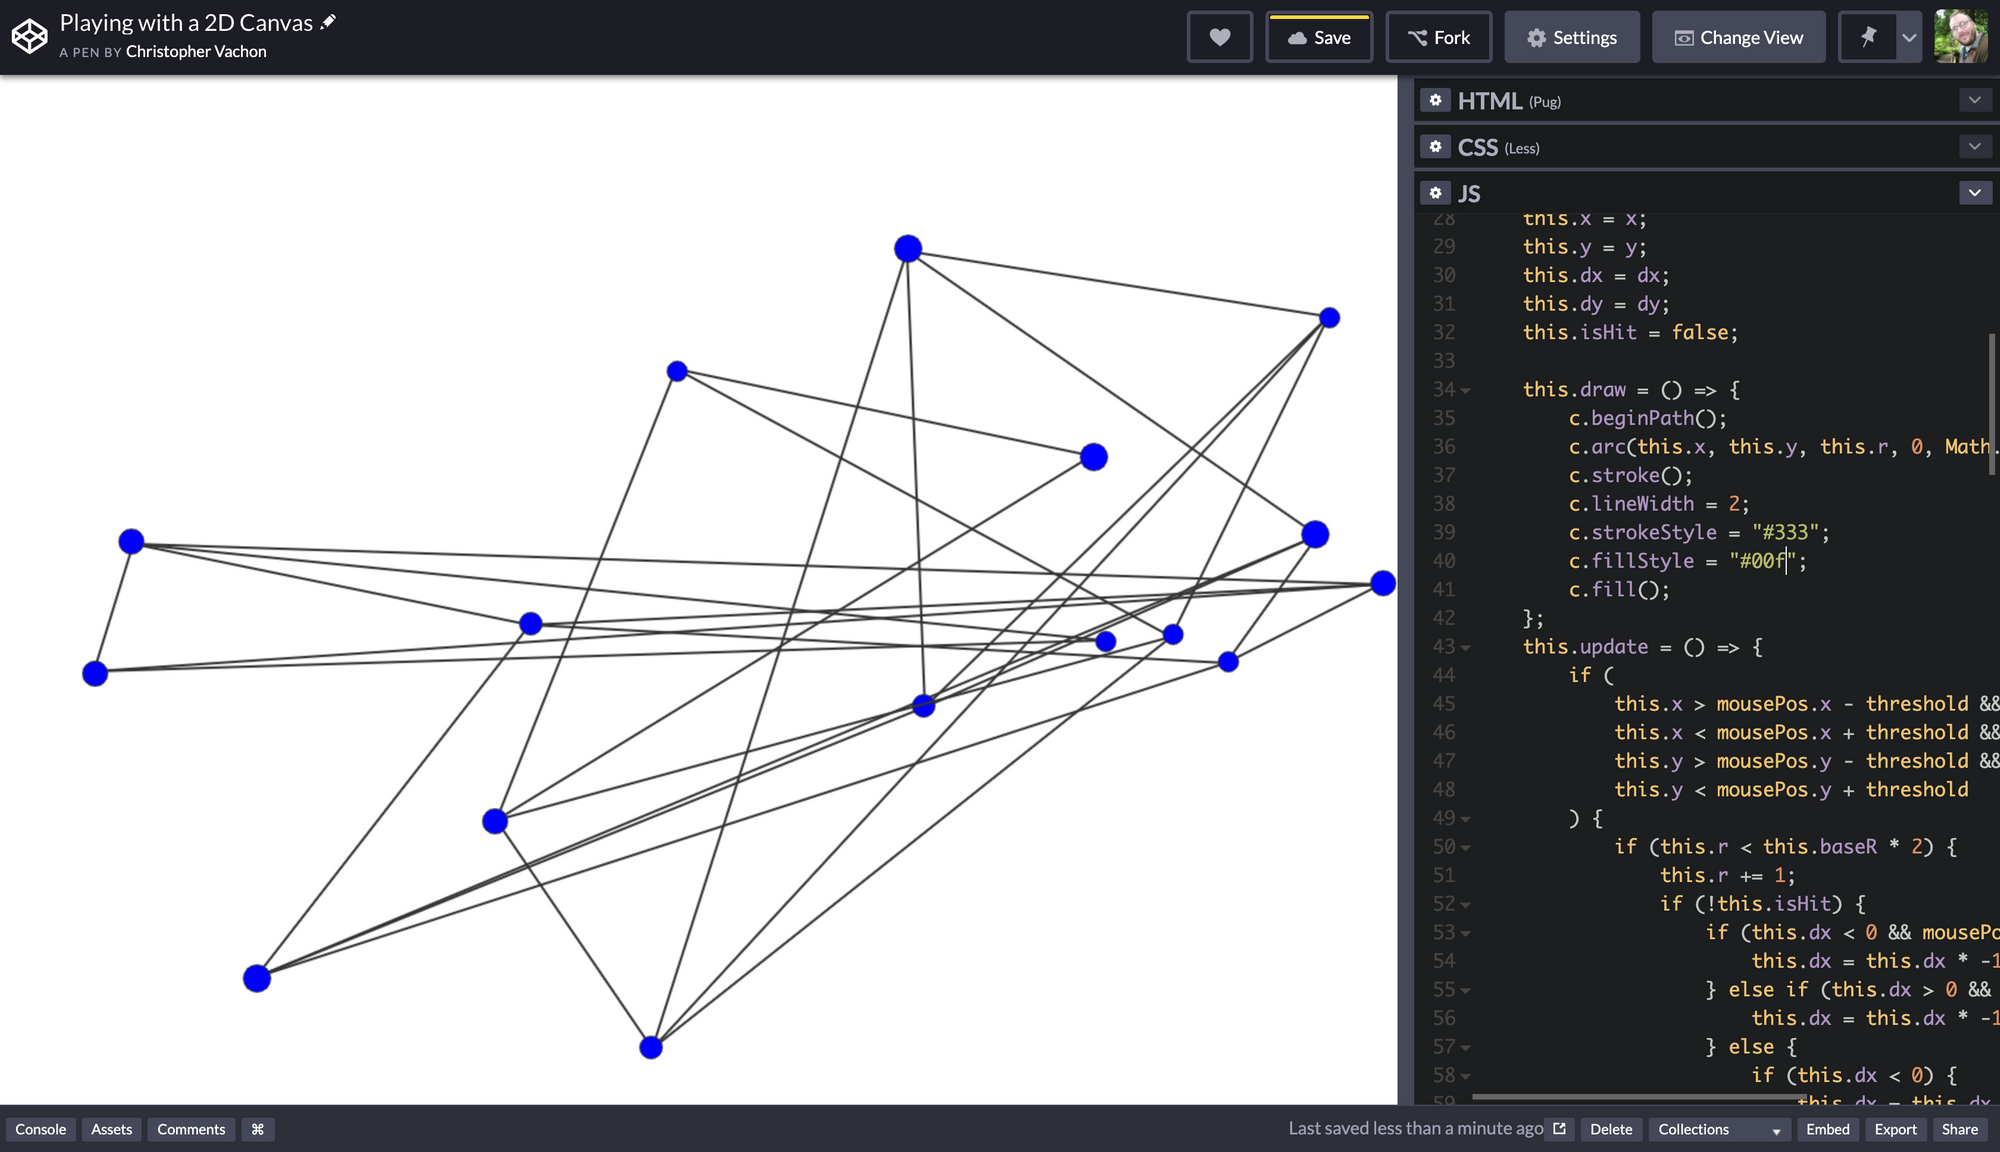 Playing with a 2D Canvas
A PEN BY Christopher Vachon
Save
Fork
Settings
Change View
HTML (Pug)
CSS (Less)
JS
28 this.x = x;
29 this.y = y;
30 this.dx = dx;
31 this.dy = dy;
32 this.isHit = false;
33
34 this.draw = () => {
35 c.beginPath();
36 c.arc(this.x, this.y, this.r, 0, Math.
37 c.stroke();
38 c.lineWidth = 2;
39 c.strokeStyle = "#333";
40 c.fillStyle = "#00f";
41 c.fill();
42 };
43 this.update = () => {
44 if (
45 this.x > mousePos.x - threshold &&
46 this.x < mousePos.x + threshold &&
47 this.y > mousePos.y - threshold &&
48 this.y < mousePos.y + threshold
49 ) {
50 if (this.r < this.baseR * 2) {
51 this.r += 1;
52 if (!this.isHit) {
53 if (this.dx < 0 && mousePo
54 this.dx = this.dx * -1
55 } else if (this.dx > 0 &&
56 this.dx = this.dx * -1
57 } else {
58 if (this.dx < 0) {
59 this.dx = this.dx
Console
Assets
Comments
⌘
Last saved less than a minute ago
Delete
Collections
Embed
Export
Share